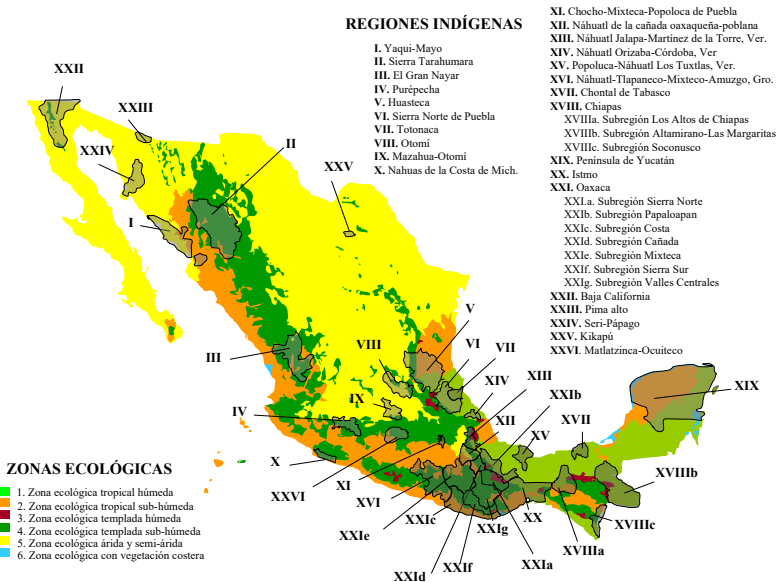 REGIONES INDÍGENAS
I. Yaqui-Mayo
II. Sierra Tarahumara
III. El Gran Nayar
IV. Purépecha
V. Huasteca
VI. Sierra Norte de Puebla
VII. Totonaca
VIII. Otomí
IX. Mazahua-Otomí
X. Nahuas de la Costa de Mich.
XI. Chocho-Mixteca-Popoloca de Puebla
XII. Náhuatl de la cañada oaxaqueña-poblana
XIII. Náhuatl Jalapa-Martínez de la Torre, Ver.
XIV. Náhuatl Orizaba-Córdoba, Ver
XV. Popoluca-Náhuatl Los Tuxtlas, Ver.
XVI. Náhuatl-Tlapaneco-Mixteco-Amuzgo, Gro.
XVII. Chontal de Tabasco
XVIII. Chiapas
XVIIIa. Subregión Los Altos de Chiapas
XVIIIb. Subregión Altamirano-Las Margaritas
XVIIIc. Subregión Soconusco
XIX. Península de Yucatán
XX. Istmo
XXI. Oaxaca
XXI.a. Subregión Sierra Norte
XXIb. Subregión Papaloapan
XXIc. Subregión Costa
XXId. Subregión Cañada
XXIe. Subregión Mixteca
XXIf. Subregión Sierra Sur
XXIg. Subregión Valles Centrales
XXII. Baja California
XXIII. Pima alto
XXIV. Seri-Pápago
XXV. Kikapú
XXVI. Matlatzinca-Ocuiteco
XXII
XXIII
XXIV
II
XXV
I
V
III
VIII
VI
VII
IX
XIV
XIII
XIX
IV
XII
XXIb
XV
XVII
X
XXVI
XI
XVI
XXIc
XXIe
XXId
XXIf
XXIg
XXIa
XX
XVIIIa
XVIIIb
XVIIIc
ZONAS ECOLÓGICAS
1. Zona ecológica tropical húmeda
2. Zona ecológica tropical sub-húmeda
3. Zona ecológica templada húmeda
4. Zona ecológica templada sub-húmeda
5. Zona ecológica árida y semi-árida
6. Zona ecológica con vegetación costera